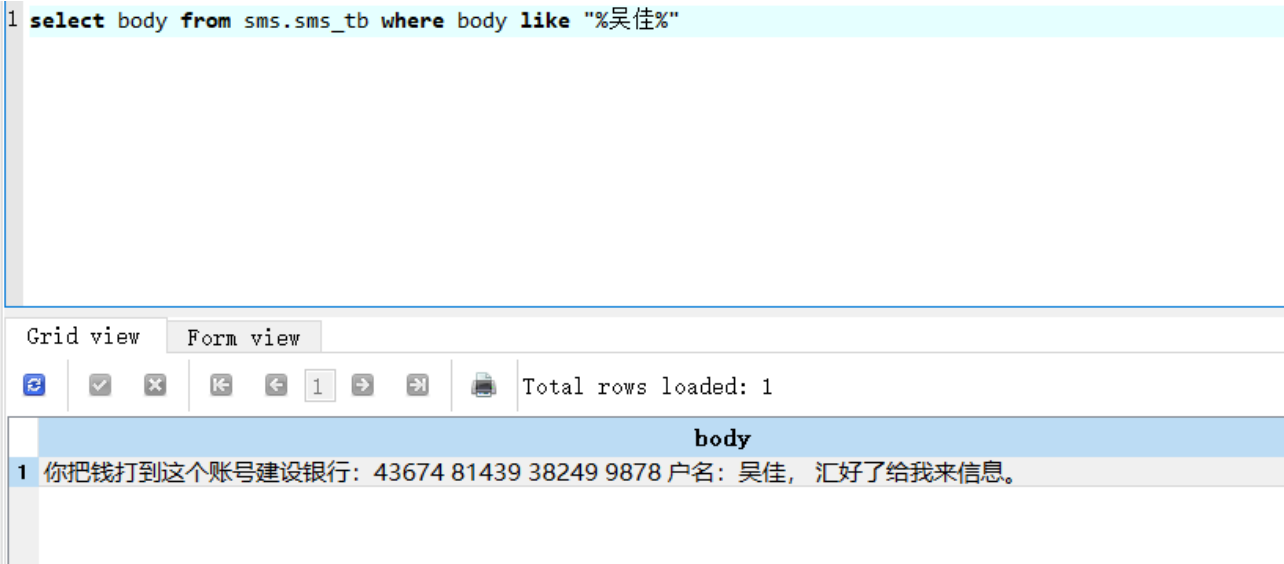 1 select body from sms.sms_tb where body like "%吴佳%"
Grid view Form view
1 Total rows loaded: 1
body
1 你把钱打到这个账号建设银行：43674 81439 38249 9878 户名：吴佳， 汇好了给我来信息。